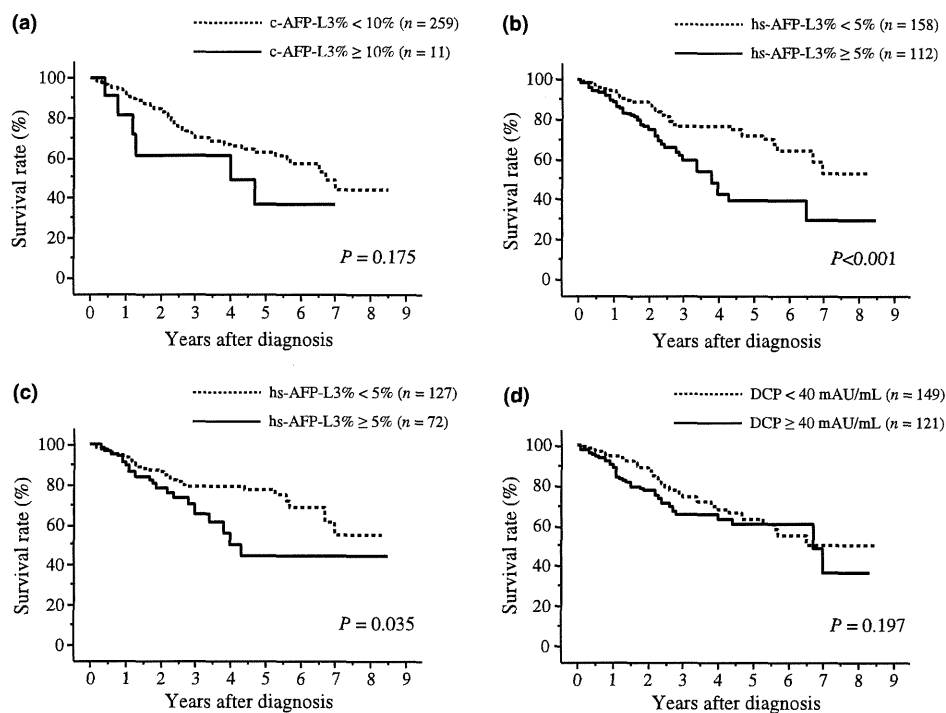 (a)
c-AFP-L3% < 10% (n = 259)
c-AFP-L3% ≥ 10% (n = 11)
100
80
60
40
20
0
Survival rate (%)
P = 0.175
0 1 2 3 4 5 6 7 8 9
Years after diagnosis
(b)
hs-AFP-L3% < 5% (n = 158)
hs-AFP-L3% ≥ 5% (n = 112)
100
80
60
40
20
0
Survival rate (%)
P<0.001
0 1 2 3 4 5 6 7 8 9
Years after diagnosis
(c)
hs-AFP-L3% < 5% (n = 127)
hs-AFP-L3% ≥ 5% (n = 72)
100
80
60
40
20
0
Survival rate (%)
P = 0.035
0 1 2 3 4 5 6 7 8 9
Years after diagnosis
(d)
DCP < 40 mAU/mL (n = 149)
DCP ≥ 40 mAU/mL (n = 121)
100
80
60
40
20
0
Survival rate (%)
P = 0.197
0 1 2 3 4 5 6 7 8 9
Years after diagnosis